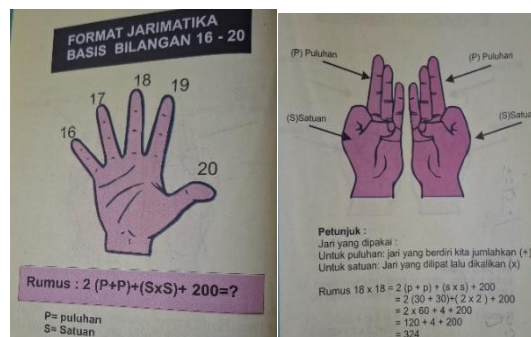 FORMAT JARIMATIKA
BASIS BILANGAN 16 - 20
16
17
18
19
20
Rumus : 2 (P+P)+(SxS)+ 200=?
P= puluhan
S= Satuan
(P) Puluhan
(P) Puluhan
(S)Satuan
(S)Satua
Petunjuk :
Jari yang dipakai :
Untuk puluhan: jari yang berdiri kita jumlahkan (+)
Untuk satuan: Jari yang dilipat lalu dikalikan (x)
Rumus 18 x 18 = 2 (p + p) + (s x s) + 200
= 2 (30 + 30)+( 2 x 2 ) + 200
= 2 x 60 + 4 + 200
= 120 + 4 + 200
= 324